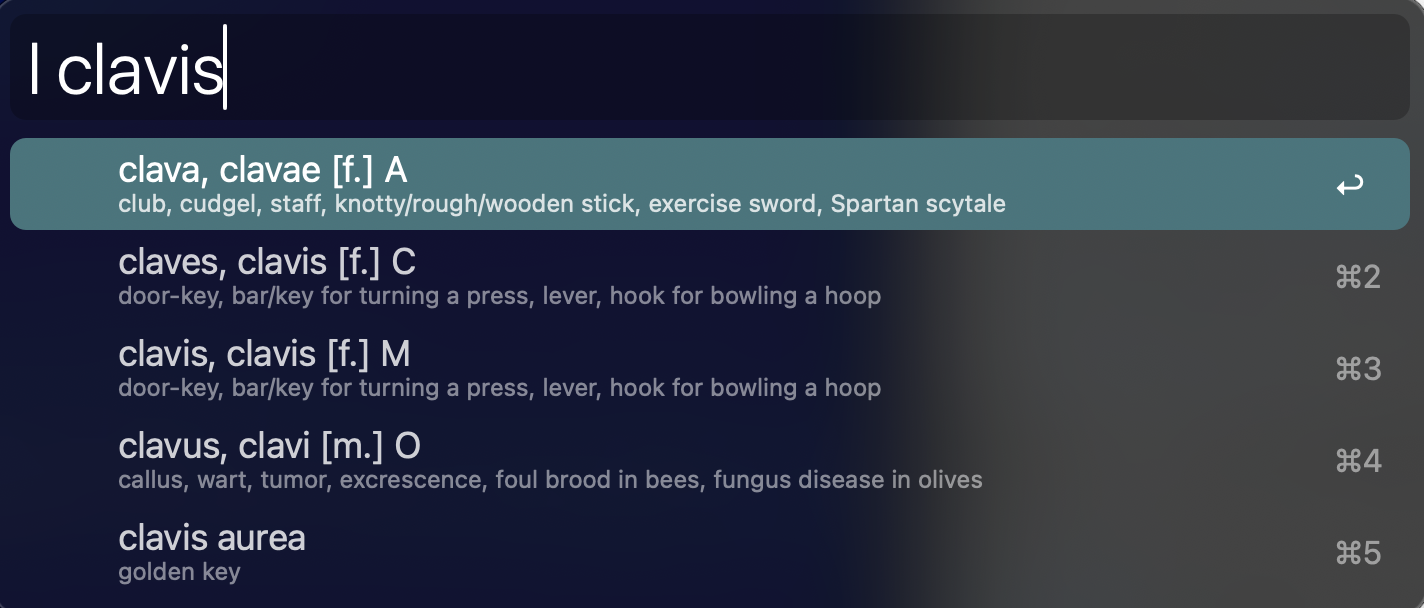 l clavis
clava, clavae [f.] A
club, cudgel, staff, knotty/rough/wooden stick, exercise sword, Spartan scytale
claves, clavis [f.] C
door-key, bar/key for turning a press, lever, hook for bowling a hoop
⌘2
clavis, clavis [f.] M
door-key, bar/key for turning a press, lever, hook for bowling a hoop
⌘3
clavus, clavi [m.] O
callus, wart, tumor, excrescence, foul brood in bees, fungus disease in olives
⌘4
clavis aurea
golden key
⌘5